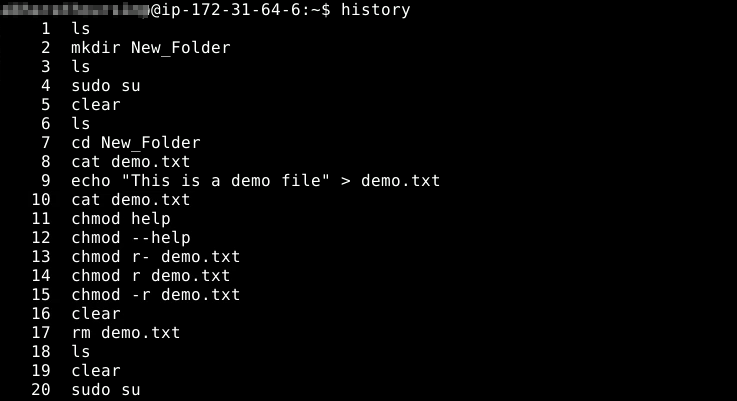 @ip-172-31-64-6:~$ history
1 ls
2 mkdir New_Folder
3 ls
4 sudo su
5 clear
6 ls
7 cd New_Folder
8 cat demo.txt
9 echo "This is a demo file" > demo.txt
10 cat demo.txt
11 chmod help
12 chmod --help
13 chmod r- demo.txt
14 chmod r demo.txt
15 chmod -r demo.txt
16 clear
17 rm demo.txt
18 ls
19 clear
20 sudo su